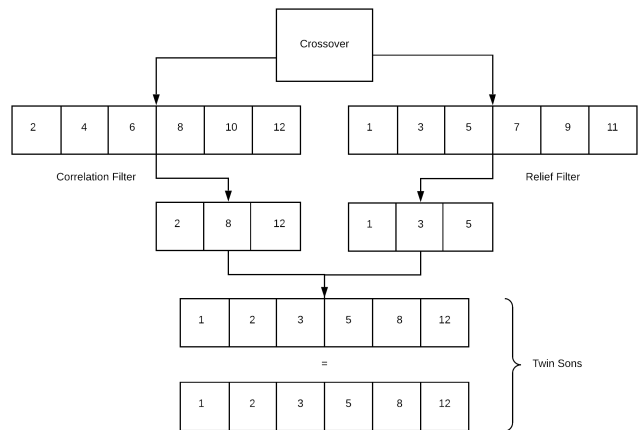 Crossover
2 4 6 8 10 12
1 3 5 7 9 11
Correlation Filter
Relief Filter
2 8 12
1 3 5
1 2 3 5 8 12
=
Twin Sons
1 2 3 5 8 12